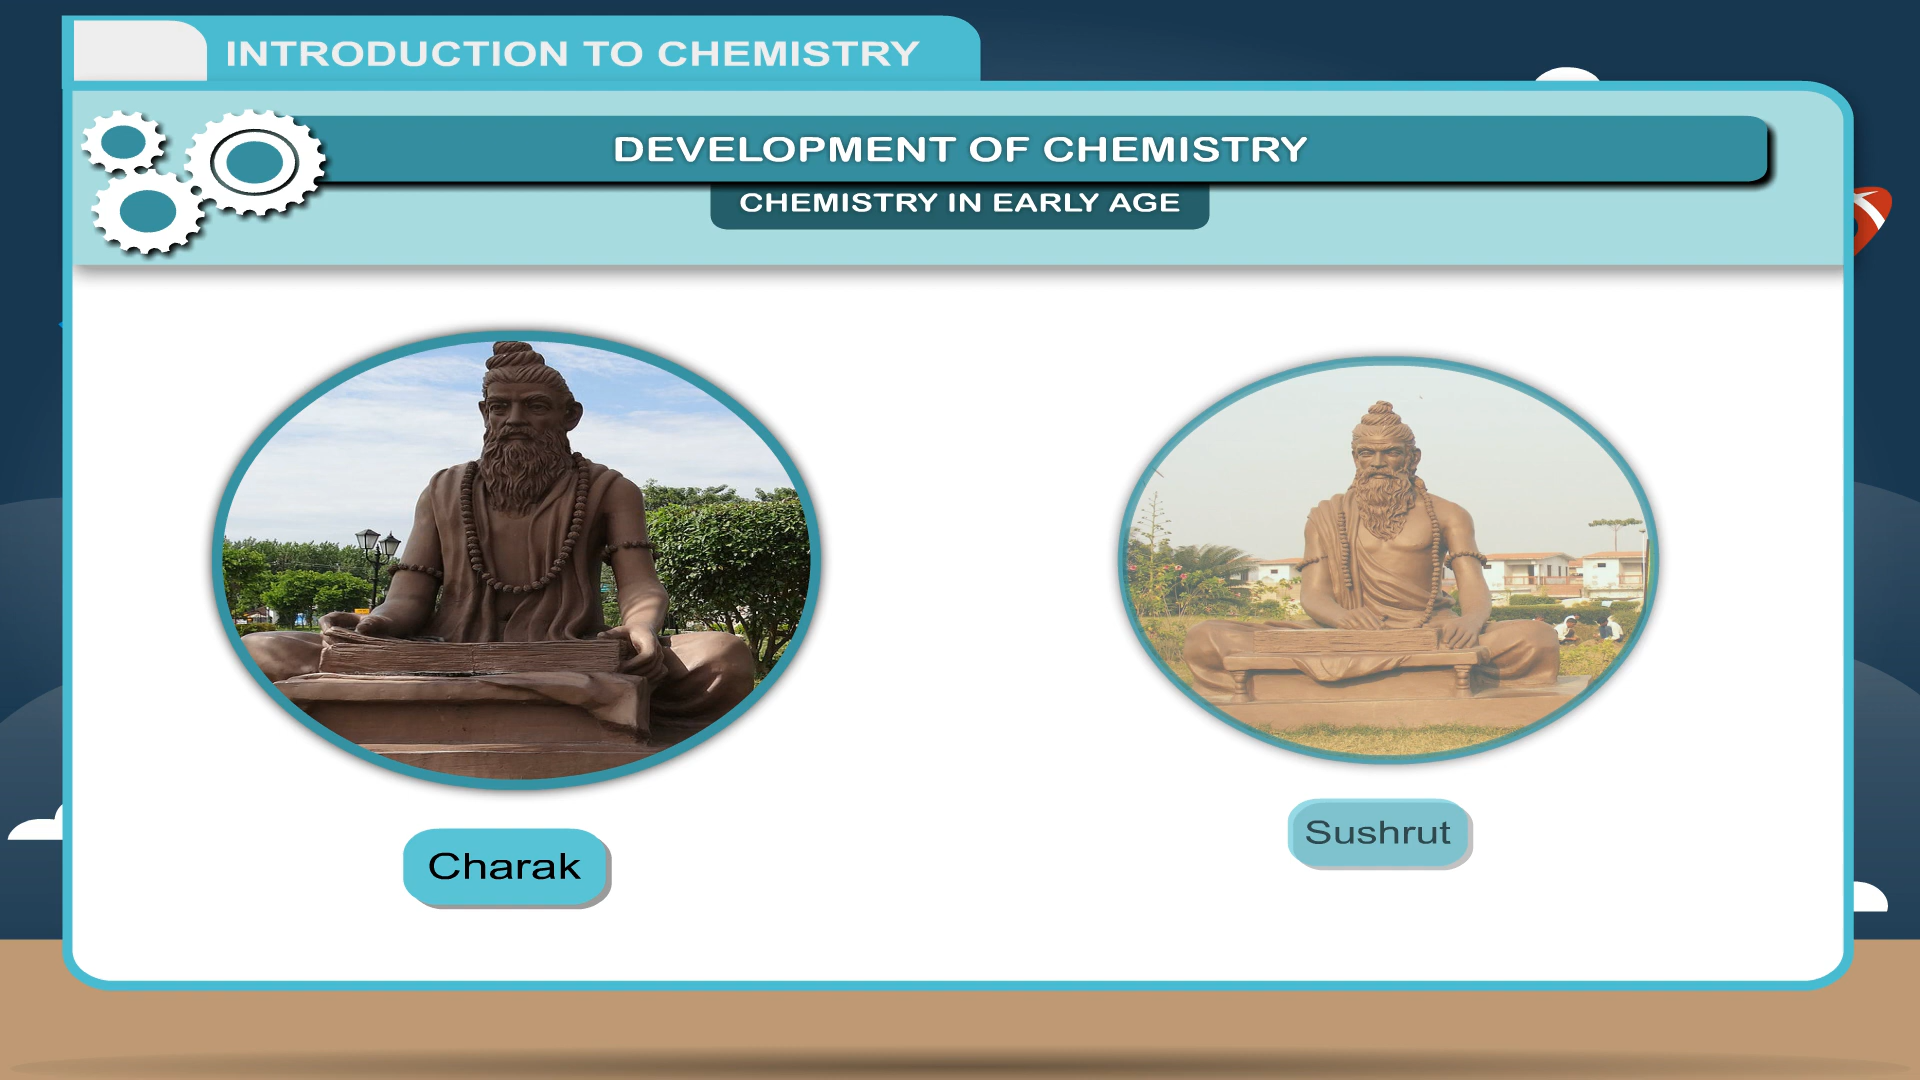 INTRODUCTION TO CHEMISTRY
DEVELOPMENT OF CHEMISTRY
CHEMISTRY IN EARLY AGE
Charak
Sushrut